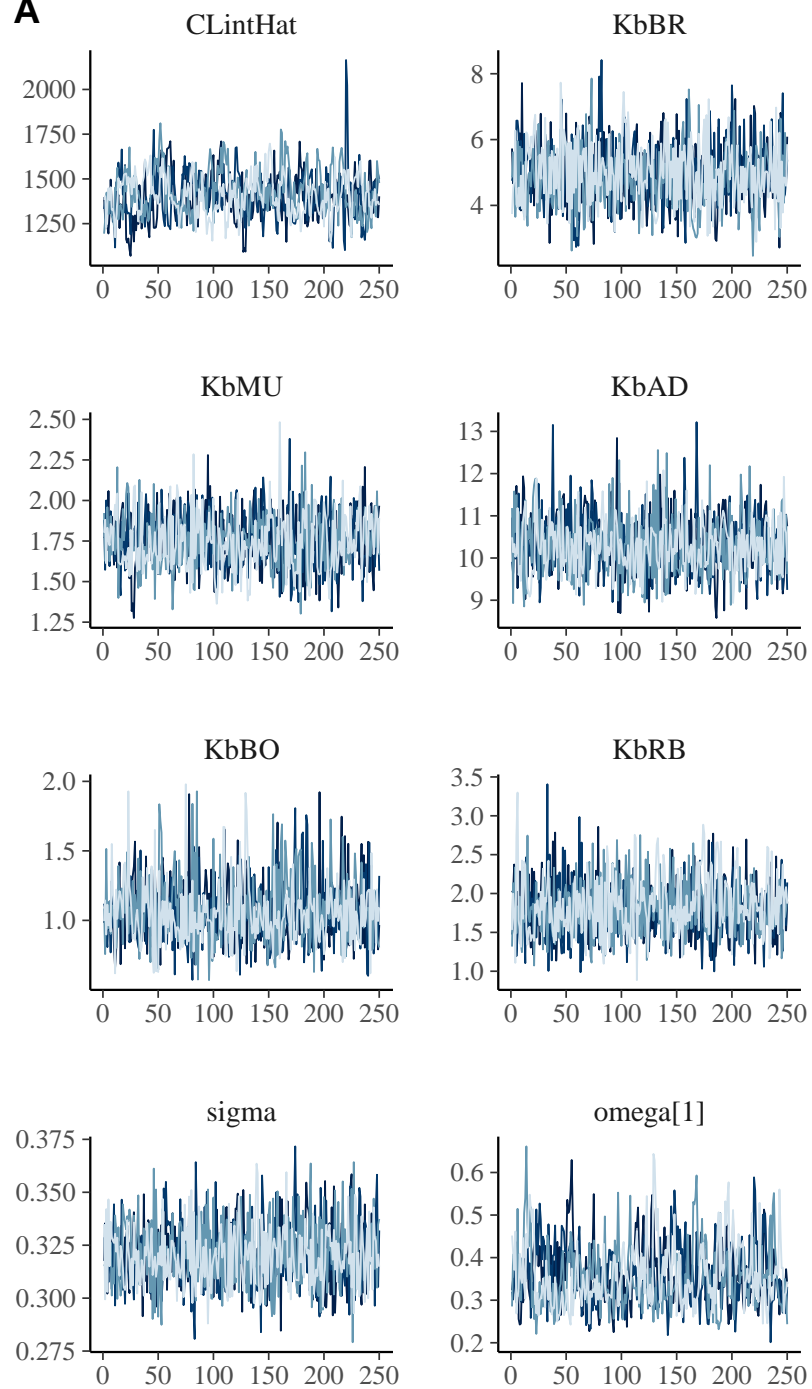 A
CLintHat KbBR
2000
1750
1500
1250
0 50 100 150 200 250
8
6
4
0 50 100 150 200 250
KbMU KbAD
2.50
2.25
2.00
1.75
1.50
1.25
0 50 100 150 200 250
13
12
11
10
9
0 50 100 150 200 250
KbBO KbRB
2.0
1.5
1.0
0 50 100 150 200 250
3.5
3.0
2.5
2.0
1.5
1.0
0 50 100 150 200 250
sigma omega[1]
0.375
0.350
0.325
0.300
0.275
0 50 100 150 200 250
0.6
0.5
0.4
0.3
0.2
0 50 100 150 200 250